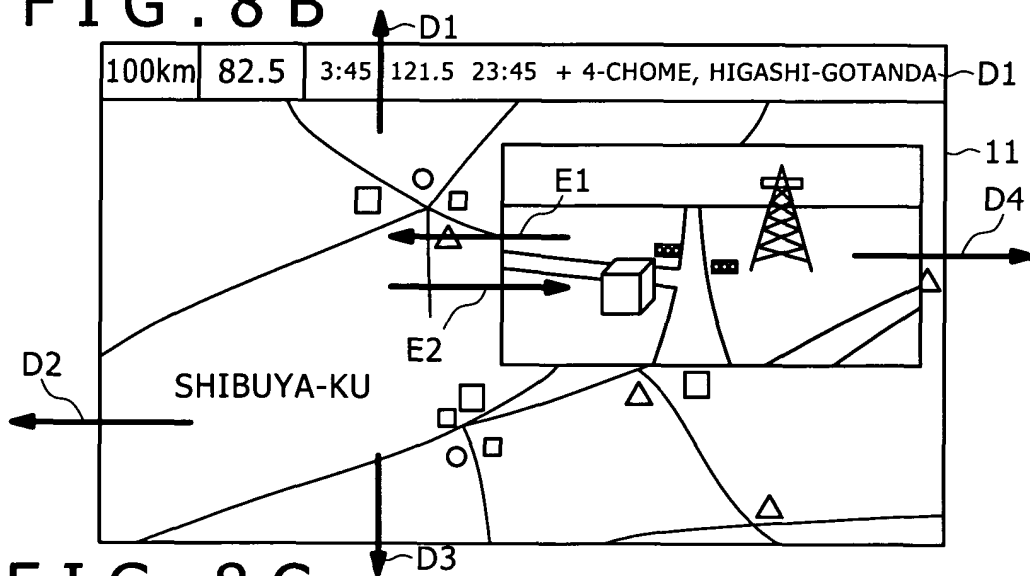 FIG.8B
D1
100km 82.5 3:45 121.5 23:45 + 4-CHOME, HIGASHI-GOTANDA D1
11
E1
D4
E2
D2
SHIBUYA-KU
D3
FIG.8C